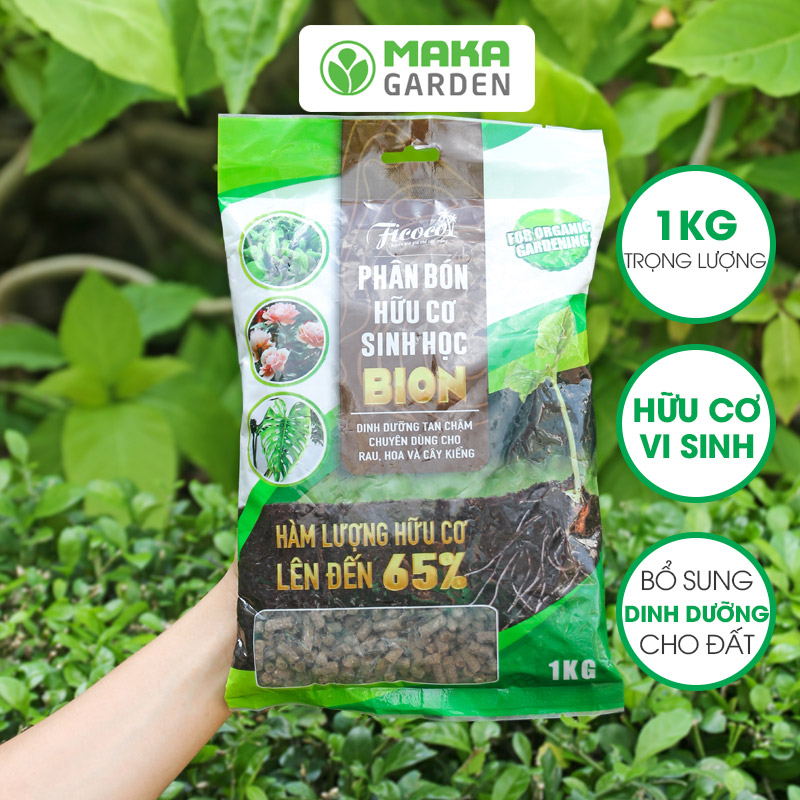 MAKA
GARDEN
Ficoco
FOR ORGANIC
GARDENING
PHÂN BÓN
HỮU CƠ
SINH HỌC
BION
DINH DƯỠNG TAN CHẬM
CHUYÊN DÙNG CHO
RAU, HOA VÀ CÂY KIỂNG
HÀM LƯỢNG HỮU CƠ
LÊN ĐẾN 65%
1KG
1KG
TRỌNG LƯỢNG
HỮU CƠ
VI SINH
BỔ SUNG
DINH DƯỠNG
CHO ĐẤT